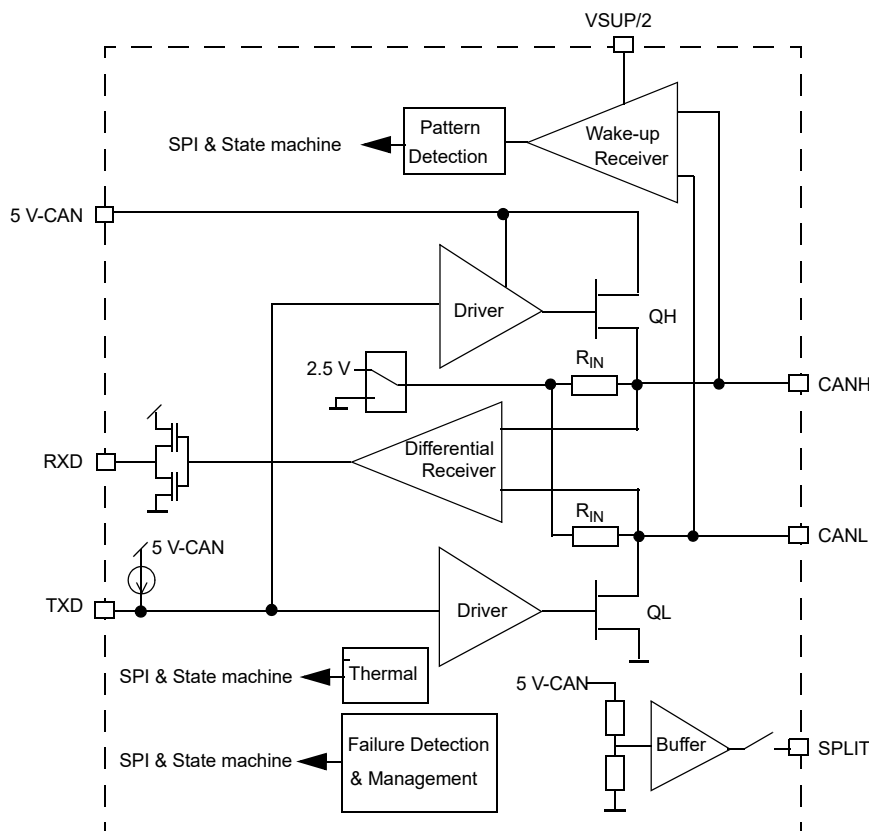 VSUP/2
SPI & State machine
Pattern
Detection
Wake-up
Receiver
5 V-CAN
Driver
QH
2.5 V
RIN
CANH
RXD
Differential
Receiver
RIN
CANL
5 V-CAN
TXD
Driver
QL
SPI & State machine
Thermal
5 V-CAN
SPI & State machine
Failure Detection
& Management
Buffer
SPLIT